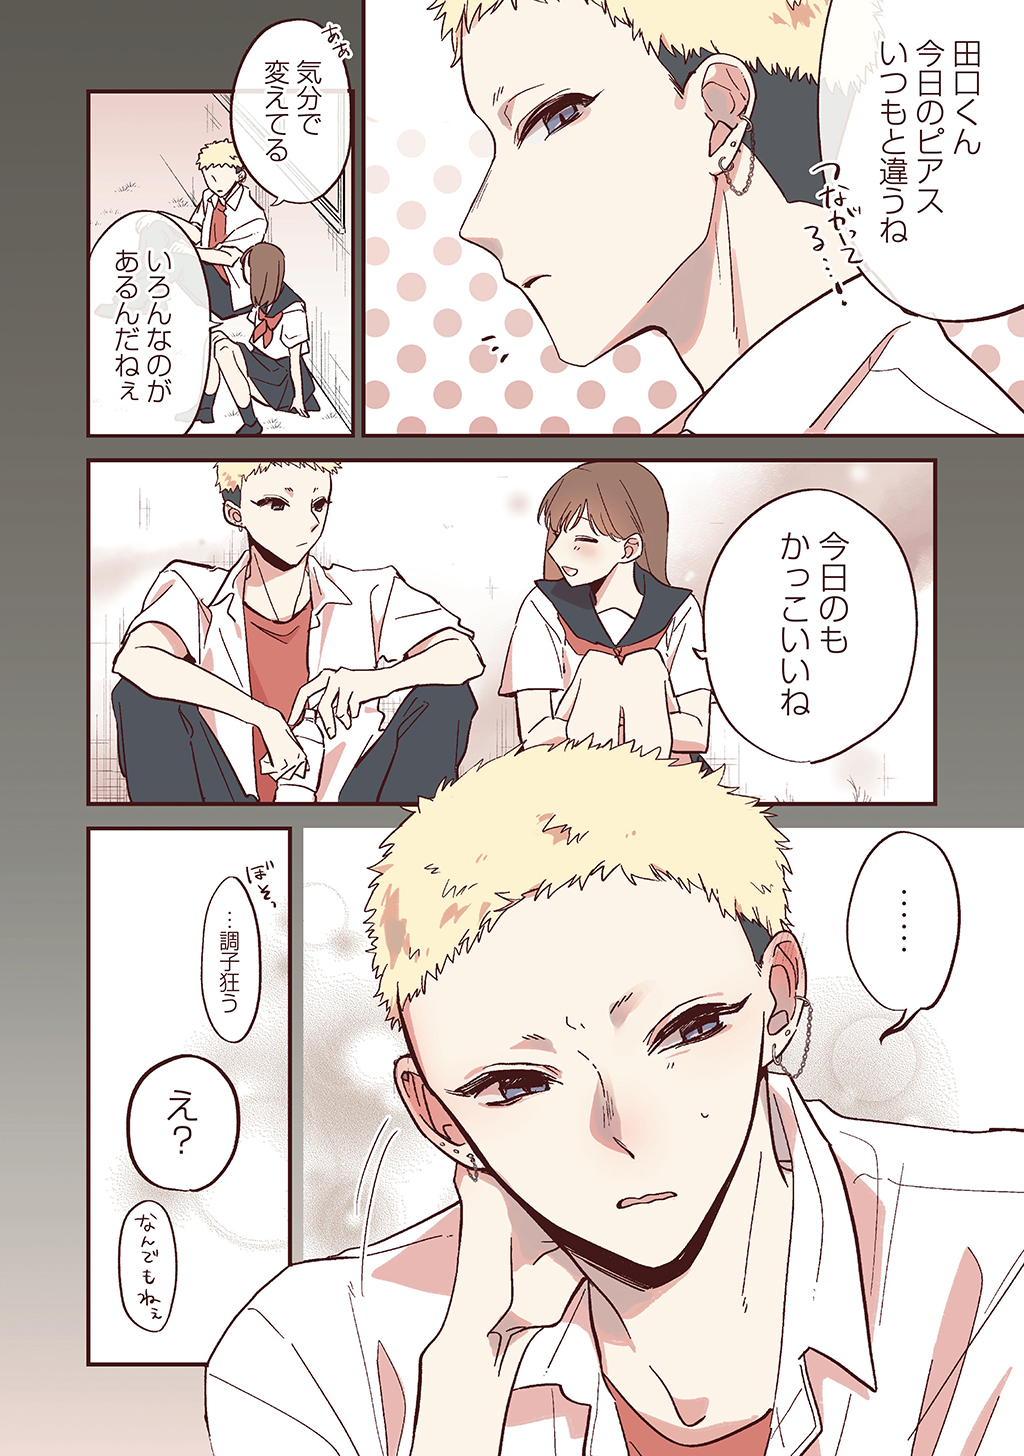 田口くん
今日のピアス
いつもと違うね
つながって
る…!
あぁ
気分で
変えてる
いろんなのが
あるんだねぇ
今日のも
かっこいいね
……
ぼそっ
…調子狂う
え？
なんでもねぇ